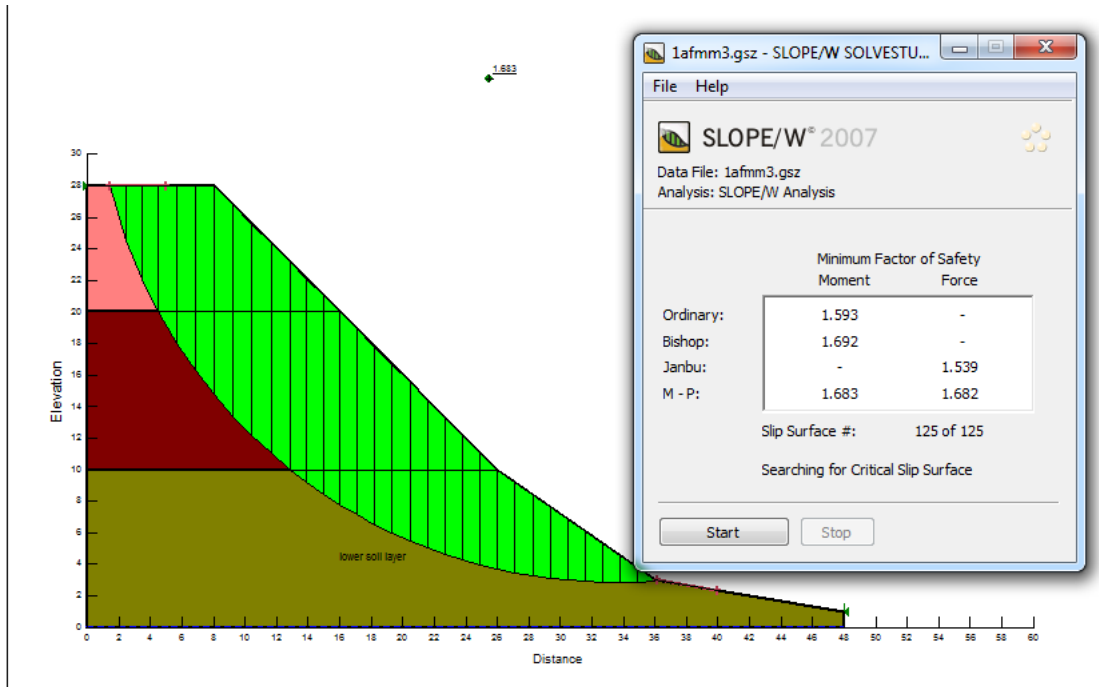 1.683
30
28
26
24
22
20
18
16
14
12
10
8
6
4
2
0
Elevation
lower soil layer
0 2 4 6 8 10 12 14 16 18 20 22 24 26 28 30 32 34 36 38 40 42 44 46 48 50 52 54 56 58 60
Distance
1afmm3.gsz - SLOPE/W SOLVESTU...
File Help
SLOPE/W© 2007
Data File: 1afmm3.gsz
Analysis: SLOPE/W Analysis
Minimum Factor of Safety
Moment Force
Ordinary: 1.593 -
Bishop: 1.692 -
Janbu: - 1.539
M - P: 1.683 1.682
Slip Surface #: 125 of 125
Searching for Critical Slip Surface
Start Stop